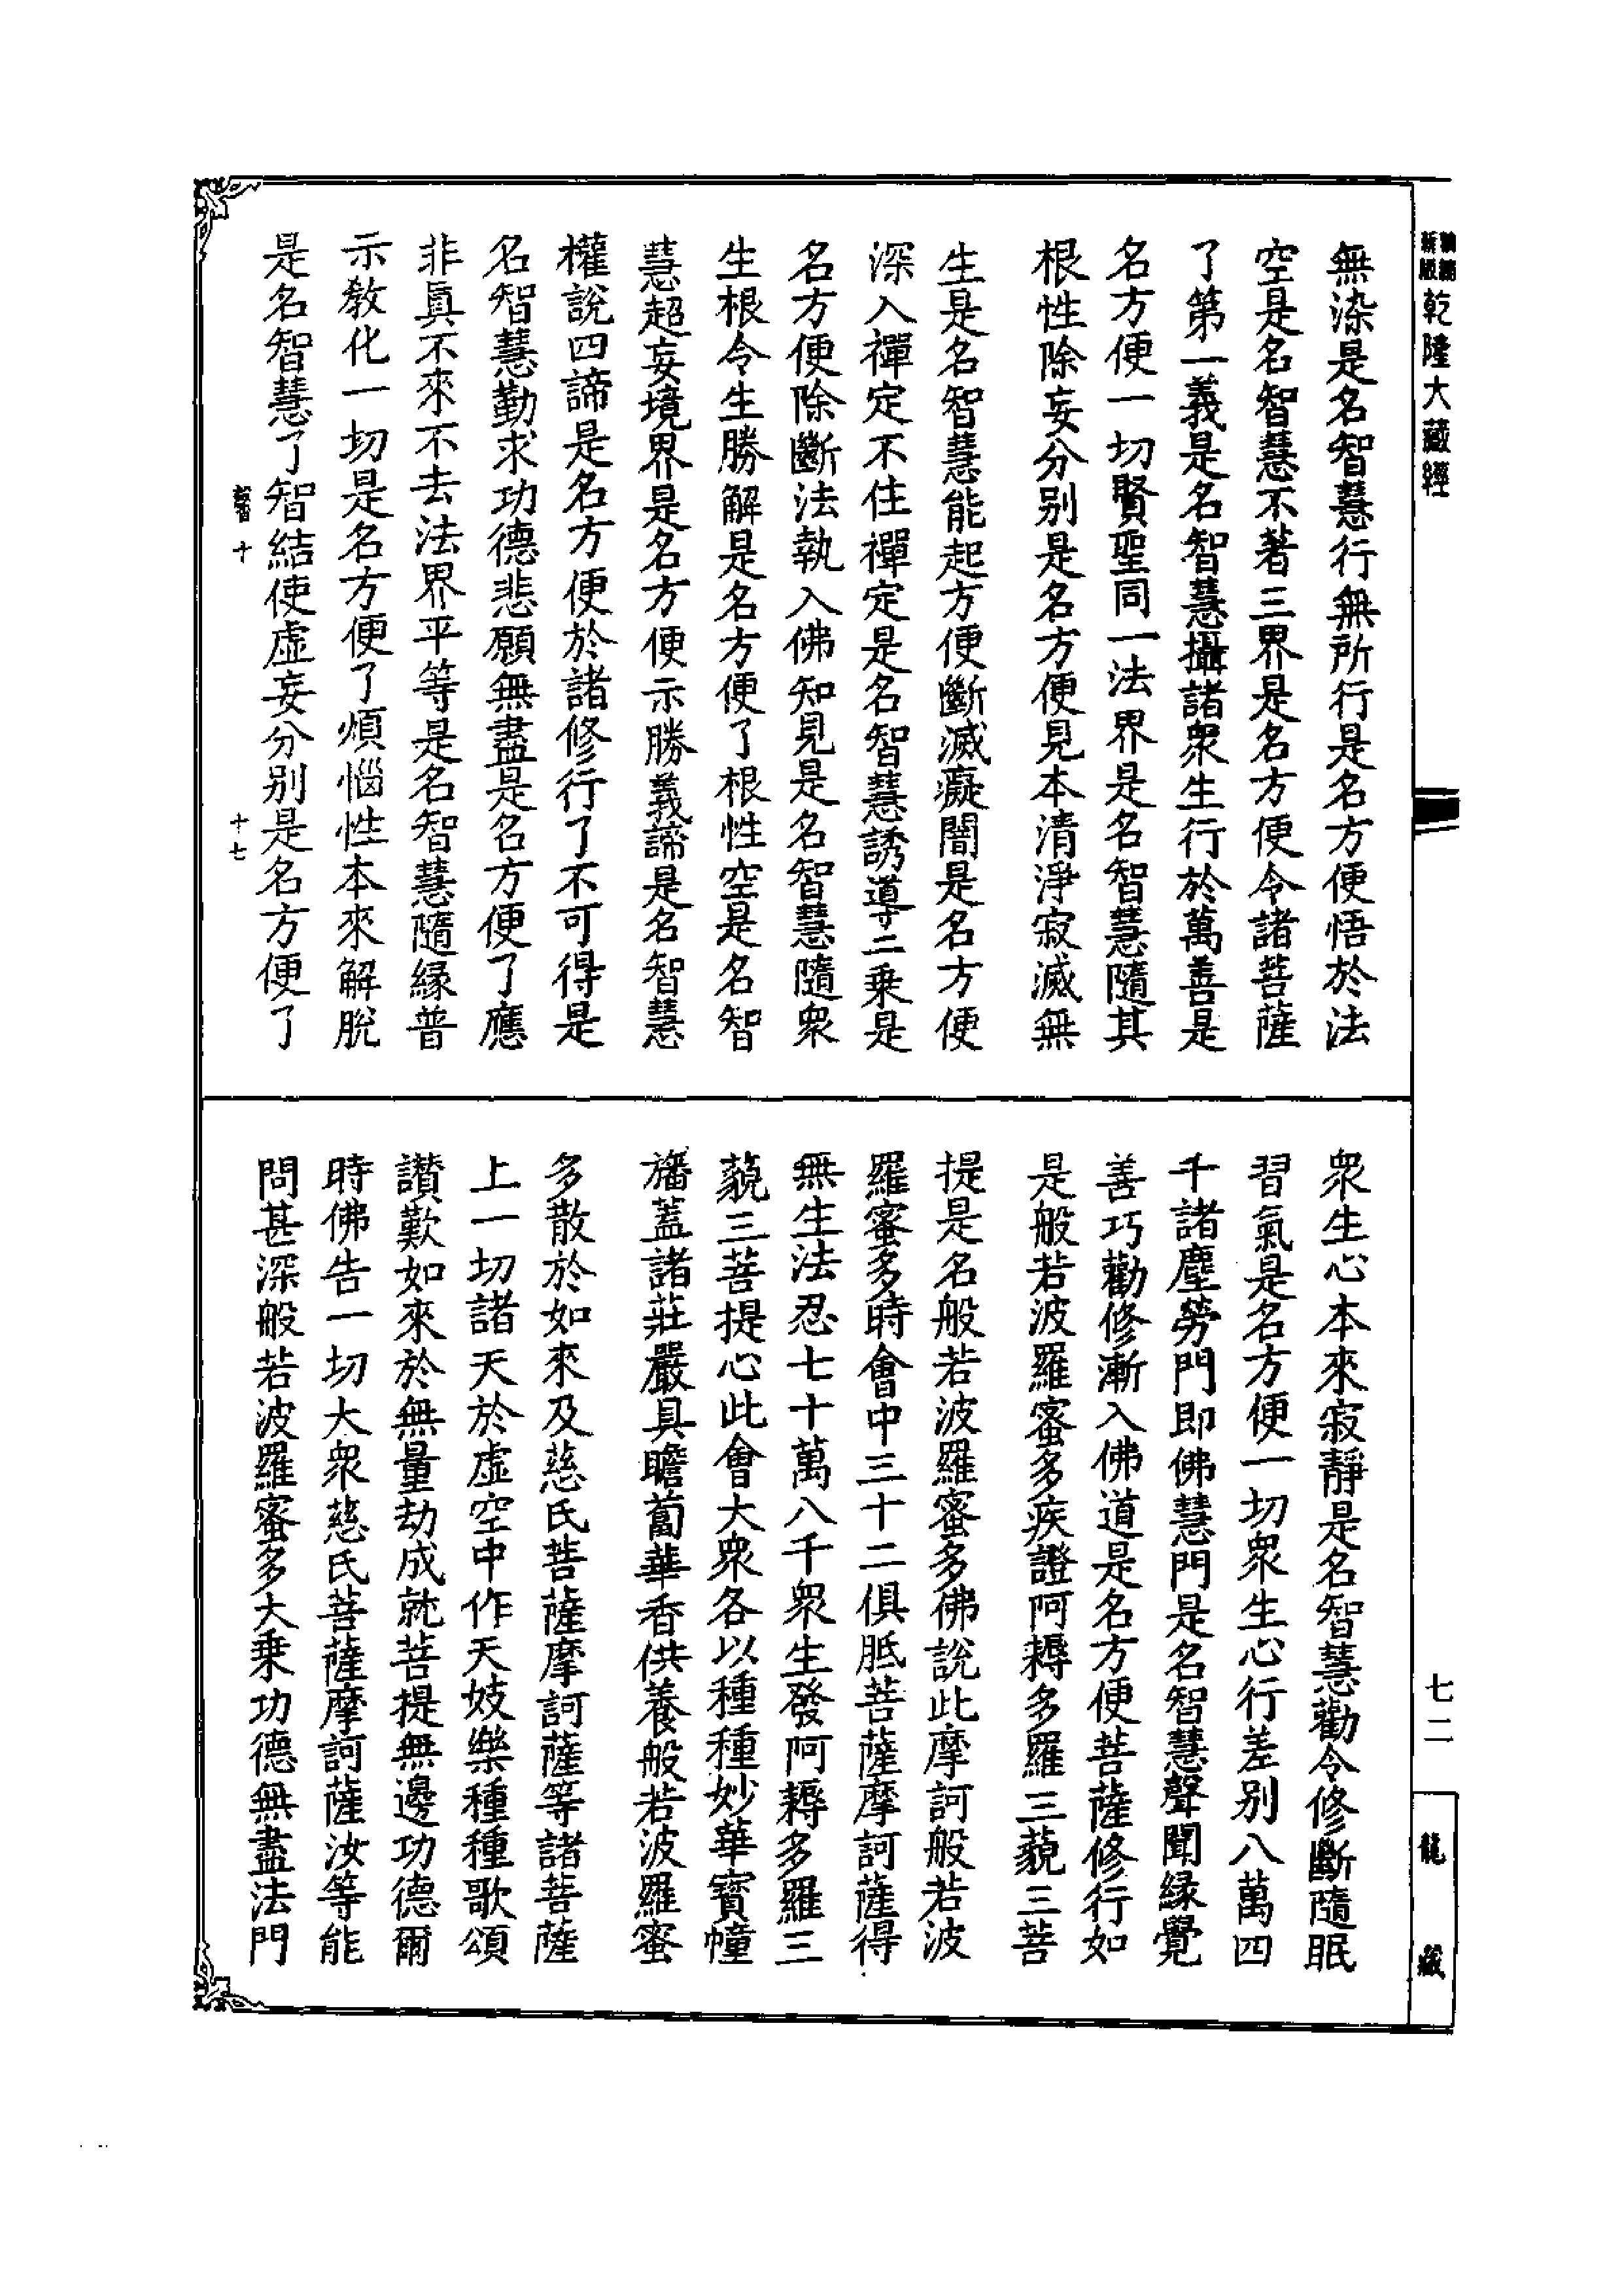 乾隆大藏經
無染是名智慧行無所行是名方便悟於法
空是名智慧不著三界是名方便令諸菩薩
了第一義是名智慧攝諸衆生行於萬善是
名方便一切賢聖同一法界是名智慧隨其
根性除妄分别是名方便見本清淨寂滅無
生是名智慧能起方便斷滅癡闇是名方便
深入禪定不住禪定是名智慧誘導二乗是
名方便除斷法執入佛知見是名智慧隨衆
生根令生勝解是名方便了根性空是名智
慧超妄境界是名方便示勝義諦是名智慧
權說四諦是名方便於諸修行了不可得是
名智慧勤求功德悲願無盡是名方便了應
非眞不來不去法界平等是名智慧隨緣普
示教化一切是名方便了煩惱性本來解脫
是名智慧了智結使虛妄分别是名方便了
十
十七
衆生心本來寂靜是名智慧勸令修斷隨眠
習氣是名方便一切衆生心行差别八萬四
千諸塵勞門即佛慧門是名智慧聲聞緣覺
善巧勸修漸入佛道是名方便菩薩修行如
是般若波羅蜜多疾證阿耨多羅三藐三菩
提是名般若波羅蜜多佛說此摩訶般若波
羅蜜多時會中三十二俱胝菩薩摩訶薩得
無生法忍七十萬八千衆生發阿耨多羅三
藐三菩提心此會大衆各以種種妙華寳幢
旛蓋諸莊嚴具瞻蔔華香供養般若波羅蜜
多散於如來及慈氏菩薩摩訶薩等諸菩薩
上一切諸天於虛空中作天妓樂種種歌頌
讃歎如來於無量劫成就菩提無邊功德爾
時佛告一切大衆慈氏菩薩摩訶薩汝等能
問甚深般若波羅蜜多大乗功德無盡法門
七二
龍藏